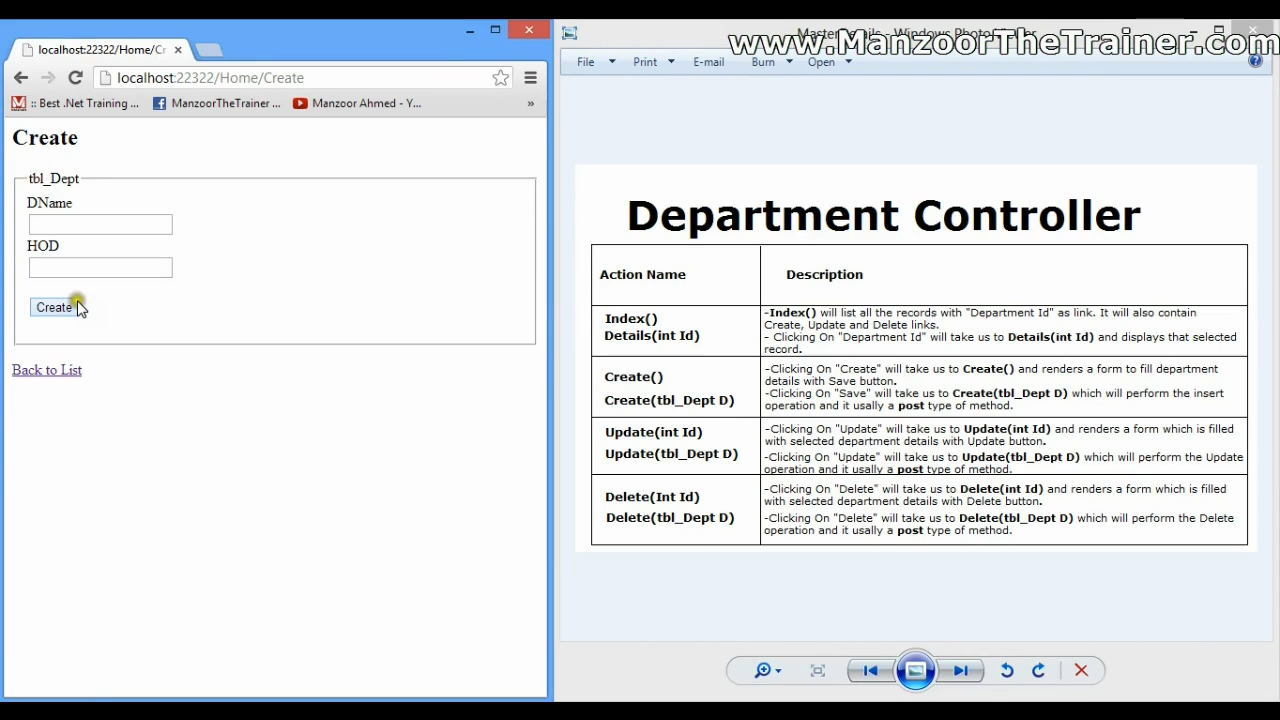 localhost:22322/Home/Cr
localhost:22322/Home/Create
:: Best .Net Training ...
ManzoorTheTrainer ...
Manzoor Ahmed - Y...
»
Create
tbl_Dept
DName
HOD
Create
Back to List
www.ManzoorTheTrainer.com
File
Print
E-mail
Burn
Open
Department Controller
Action Name
Description
Index()
Details(int Id)
-Index() will list all the records with "Department Id" as link. It will also contain
Create, Update and Delete links.
- Clicking On "Department Id" will take us to Details(int Id) and displays that selected
record.
Create()
Create(tbl_Dept D)
-Clicking On "Create" will take us to Create() and renders a form to fill department
details with Save button.
-Clicking On "Save" will take us to Create(tbl_Dept D) which will perform the insert
operation and it usally a post type of method.
Update(int Id)
Update(tbl_Dept D)
-Clicking On "Update" will take us to Update(int Id) and renders a form which is filled
with selected department details with Update button.
-Clicking On "Update" will take us to Update(tbl_Dept D) which will perform the Update
operation and it usally a post type of method.
Delete(Int Id)
Delete(tbl_Dept D)
-Clicking On "Delete" will take us to Delete(int Id) and renders a form which is filled
with selected department details with Delete button.
-Clicking On "Delete" will take us to Delete(tbl_Dept D) which will perform the Delete
operation and it usally a post type of method.